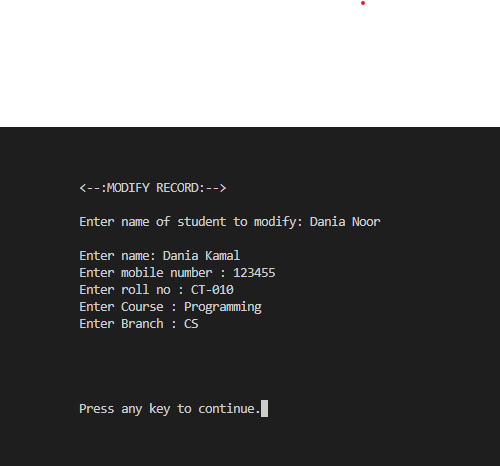 <--:MODIFY RECORD:-->
Enter name of student to modify: Dania Noor
Enter name: Dania Kamal
Enter mobile number : 123455
Enter roll no : CT-010
Enter Course : Programming
Enter Branch : CS
Press any key to continue.